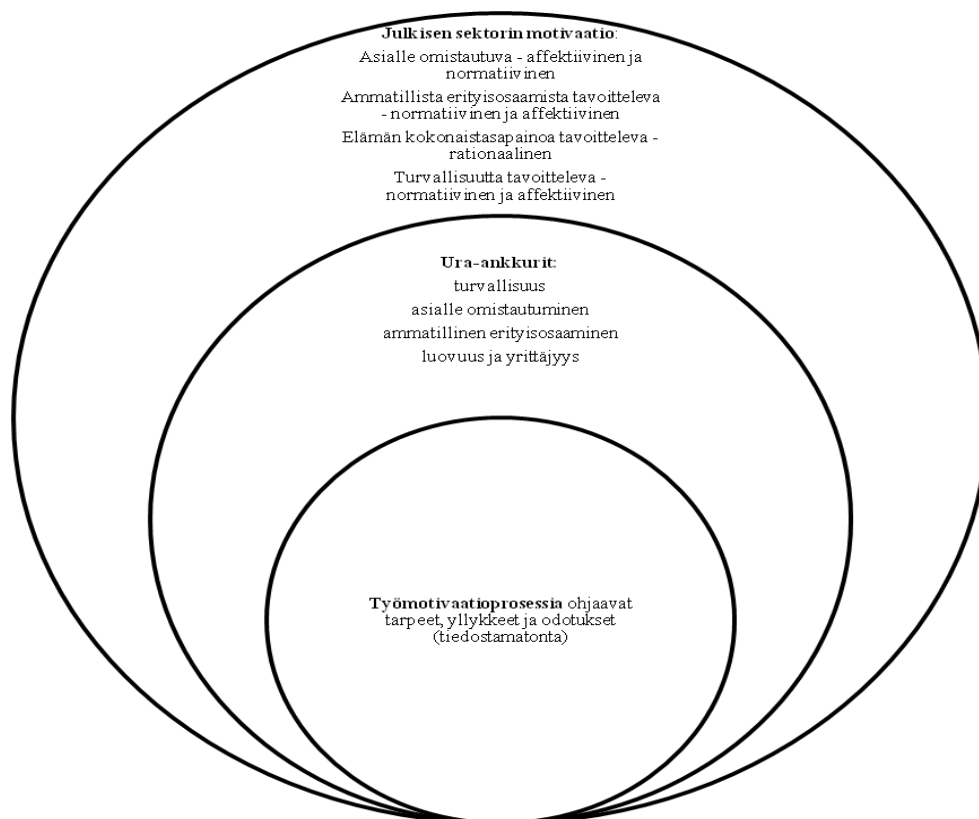 Julkisen sektorin motivaatio:
Asialle omistautuva - affektiivinen ja
normatiivinen
Ammatillista erityisosaamista tavoitteleva
- normatiivinen ja affektiivinen
Elämän kokonaistasapainoa tavoitteleva -
rationaalinen
Turvallisuutta tavoitteleva -
normatiivinen ja affektiivinen
Ura-ankkurit:
turvallisuus
asialle omistautuminen
ammatillinen erityisosaaminen
luovuus ja yrittäjyys
Työmotivaatioprosessia ohjaavat
tarpeet, yllykkeet ja odotukset
(tiedostamatonta)